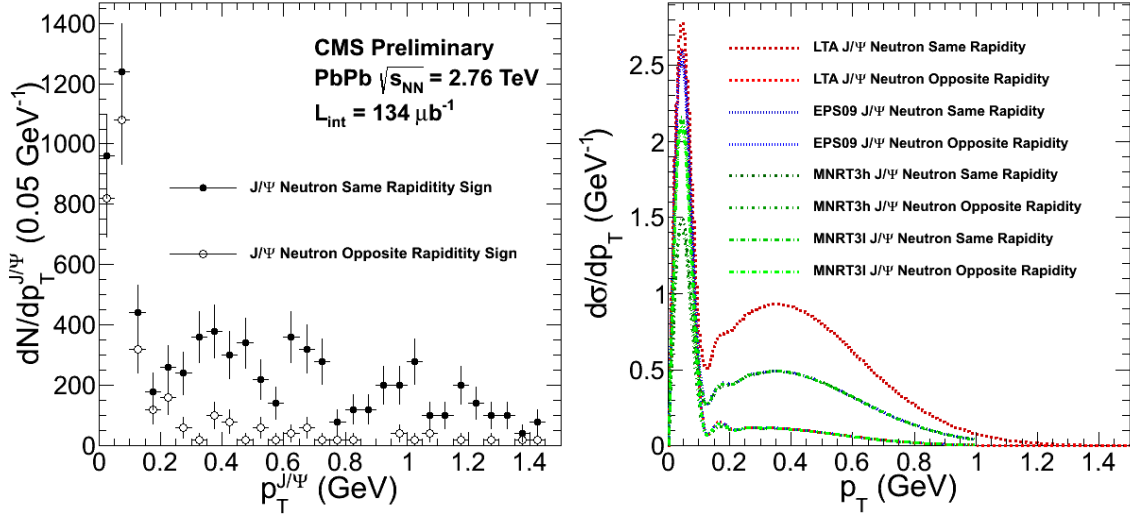 1400
1200
1000
800
600
400
200
0
dN/dp_T^{J/Ψ} (0.05 GeV⁻¹)
CMS Preliminary
PbPb √s_NN = 2.76 TeV
L_int = 134 μb⁻¹
J/Ψ Neutron Same Rapiditity Sign
J/Ψ Neutron Opposite Rapiditity Sign
0 0.2 0.4 0.6 0.8 1 1.2 1.4
p_T^{J/Ψ} (GeV)
2.5
2
1.5
1
0.5
0
dσ/dp_T (GeV⁻¹)
LTA J/Ψ Neutron Same Rapidity
LTA J/Ψ Neutron Opposite Rapidity
EPS09 J/Ψ Neutron Same Rapidity
EPS09 J/Ψ Neutron Opposite Rapidity
MNRT3h J/Ψ Neutron Same Rapidity
MNRT3h J/Ψ Neutron Opposite Rapidity
MNRT3l J/Ψ Neutron Same Rapidity
MNRT3l J/Ψ Neutron Opposite Rapidity
0 0.2 0.4 0.6 0.8 1 1.2 1.4
p_T (GeV)